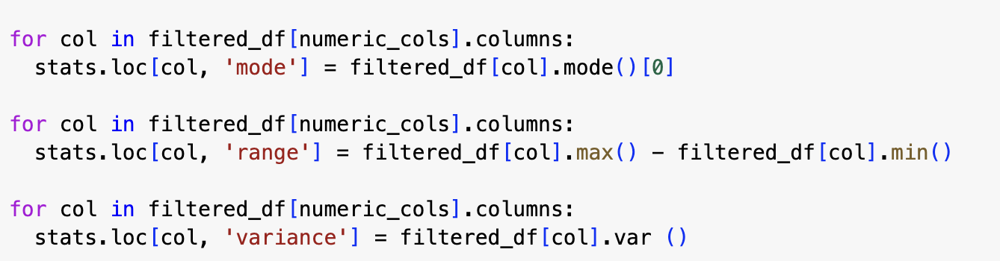 for col in filtered_df[numeric_cols].columns:
  stats.loc[col, 'mode'] = filtered_df[col].mode()[0]

for col in filtered_df[numeric_cols].columns:
  stats.loc[col, 'range'] = filtered_df[col].max() - filtered_df[col].min()

for col in filtered_df[numeric_cols].columns:
  stats.loc[col, 'variance'] = filtered_df[col].var ()